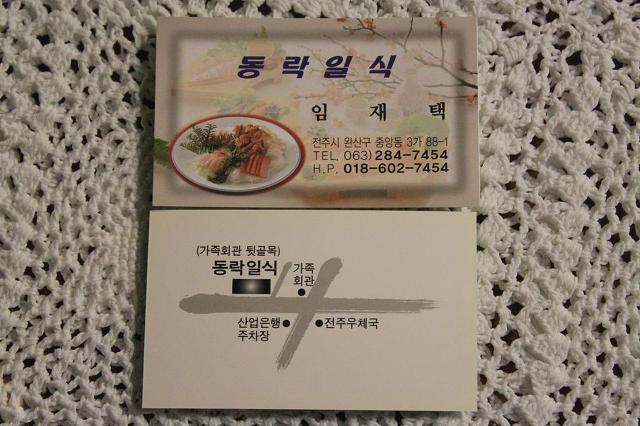 동락일식
임 재 택
전주시 완산구 중앙동 3가 88-1
TEL. 063) 284-7454
H.P. 018-602-7454
(가족회관 뒷골목)
동락일식
가족
회관
산업은행
주차장
전주우체국